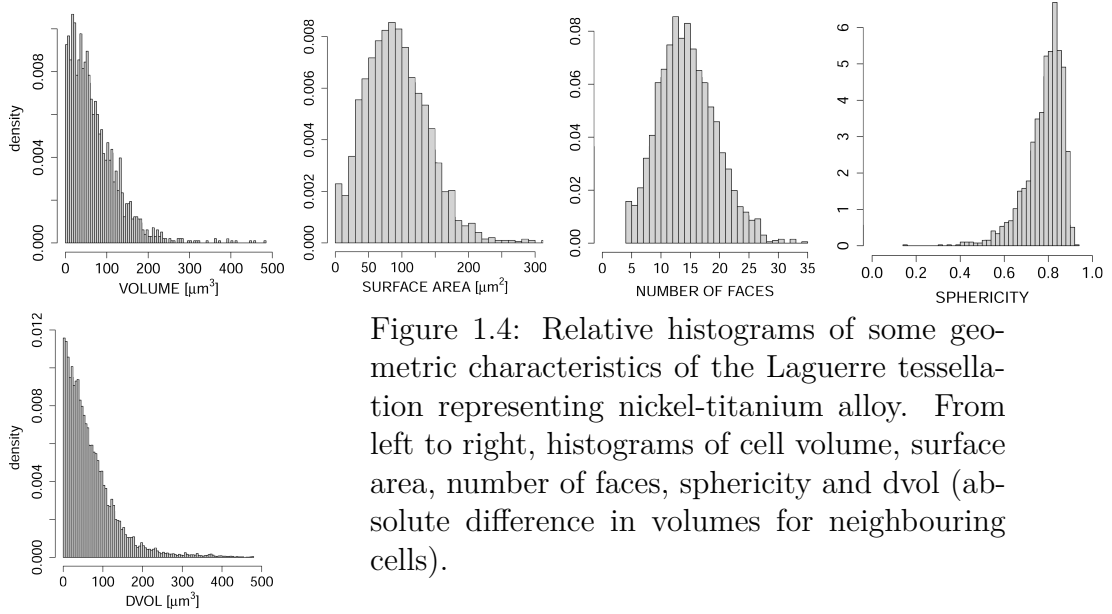 density
0.000 0.004 0.008
0 100 200 300 400 500
VOLUME [μm³]
0.000 0.002 0.004 0.006 0.008
0 50 100 200 300
SURFACE AREA [μm²]
0.00 0.02 0.04 0.06 0.08
0 5 10 15 20 25 30 35
NUMBER OF FACES
0 1 2 3 4 5 6
0.0 0.2 0.4 0.6 0.8 1.0
SPHERICITY
density
0.000 0.004 0.008 0.012
0 100 200 300 400 500
DVOL [μm³]
Figure 1.4: Relative histograms of some geo-
metric characteristics of the Laguerre tessella-
tion representing nickel-titanium alloy. From
left to right, histograms of cell volume, surface
area, number of faces, sphericity and dvol (ab-
solute difference in volumes for neighbouring
cells).